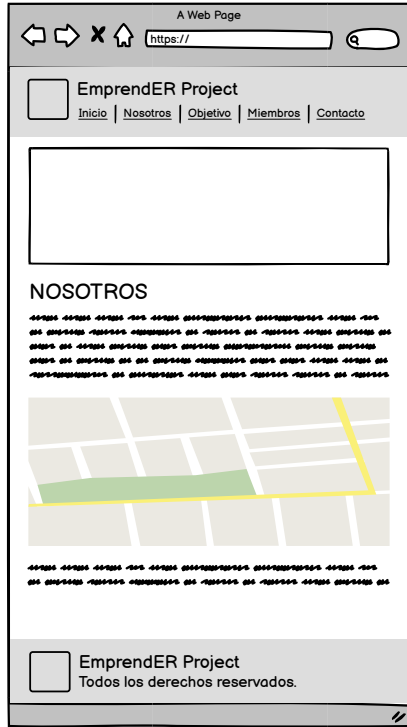 A Web Page
https://
EmprendER Project
Inicio | Nosotros | Objetivo | Miembros | Contacto
NOSOTROS
EmprendER Project
Todos los derechos reservados.